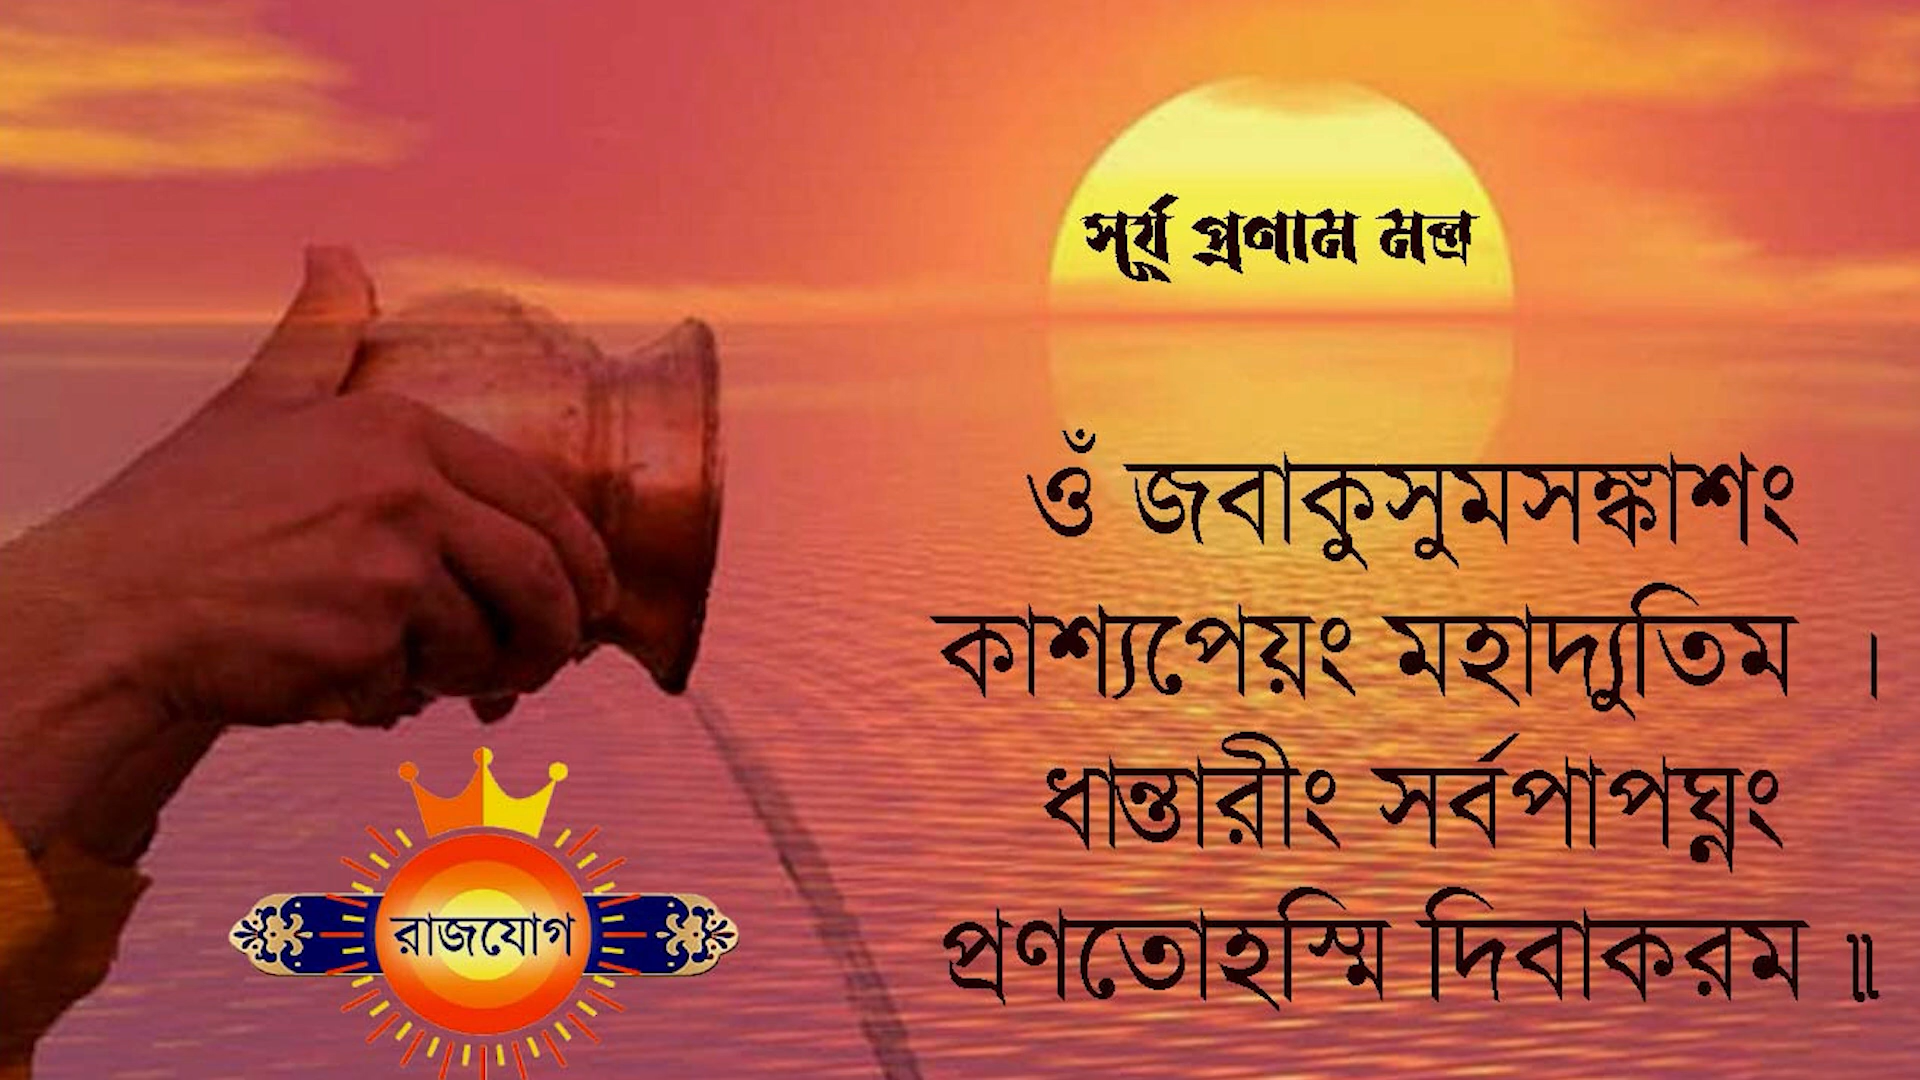 সূর্য প্রণাম মন্ত্র
ওঁ জবাকুসুমসঙ্কাশং
কাশ্যপেয়ং মহাদ্যুতিম ।
ধান্তারীং সর্বপাপঘ্নং
প্রণতোহস্মি দিবাকরম ॥
রাজযোগ